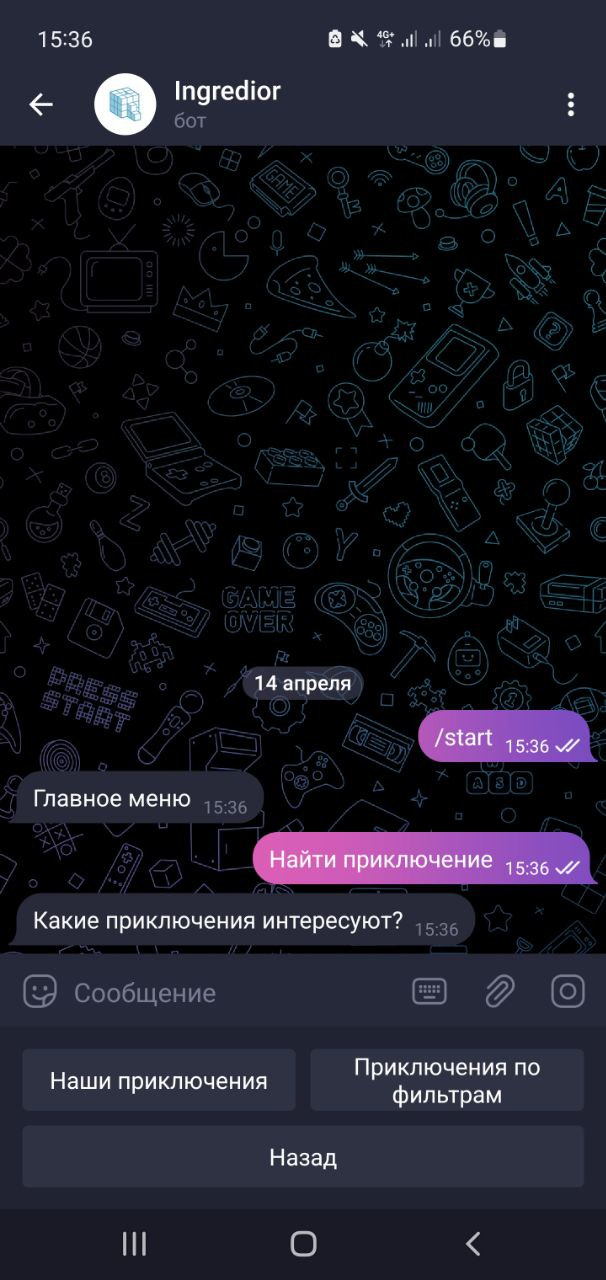 15:36
4G+
66%
Ingredior
бот
GAME
GAME
OVER
PRESS
START
14 апреля
/start 15:36
W
A S D
Главное меню 15:36
Найти приключение 15:36
Какие приключения интересуют? 15:36
Сообщение
Наши приключения
Приключения по
фильтрам
Назад